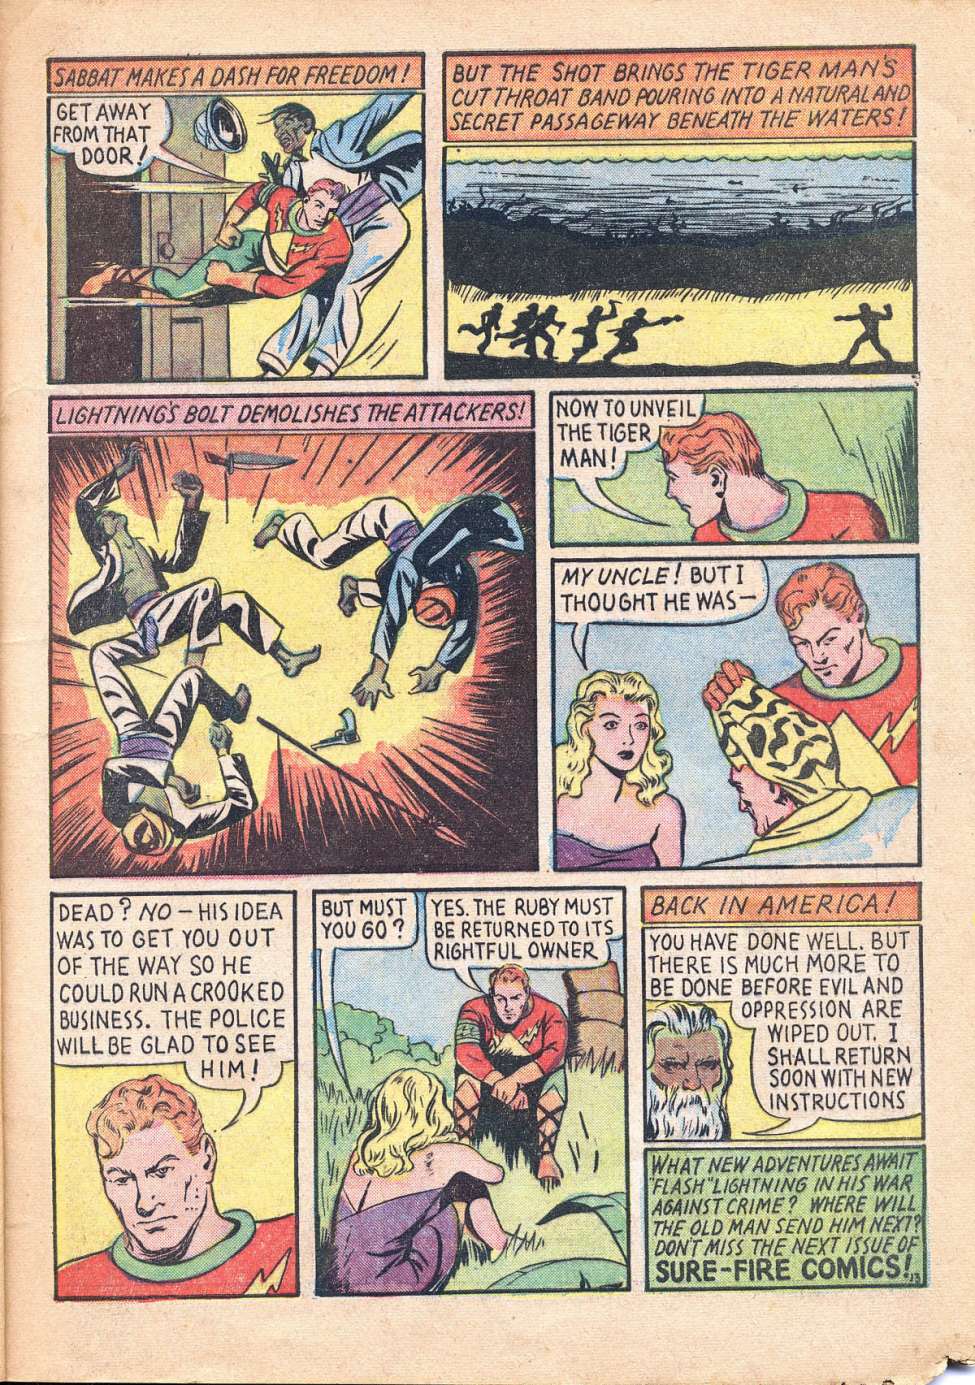 SABBAT MAKES A DASH FOR FREEDOM!
GET AWAY
FROM THAT
DOOR!
BUT THE SHOT BRINGS THE TIGER MAN'S
CUTTHROAT BAND POURING INTO A NATURAL AND
SECRET PASSAGEWAY BENEATH THE WATERS!
LIGHTNING'S BOLT DEMOLISHES THE ATTACKERS!
NOW TO UNVEIL
THE TIGER
MAN!
MY UNCLE! BUT I
THOUGHT HE WAS—
DEAD? NO — HIS IDEA
WAS TO GET YOU OUT
OF THE WAY SO HE
COULD RUN A CROOKED
BUSINESS. THE POLICE
WILL BE GLAD TO SEE
HIM!
BUT MUST
YOU GO?
YES. THE RUBY MUST
BE RETURNED TO ITS
RIGHTFUL OWNER
BACK IN AMERICA!
YOU HAVE DONE WELL. BUT
THERE IS MUCH MORE TO
BE DONE BEFORE EVIL AND
OPPRESSION ARE
WIPED OUT. I
SHALL RETURN
SOON WITH NEW
INSTRUCTIONS
WHAT NEW ADVENTURES AWAIT
"FLASH" LIGHTNING IN HIS WAR
AGAINST CRIME? WHERE WILL
THE OLD MAN SEND HIM NEXT?
DON'T MISS THE NEXT ISSUE OF
SURE-FIRE COMICS!
13